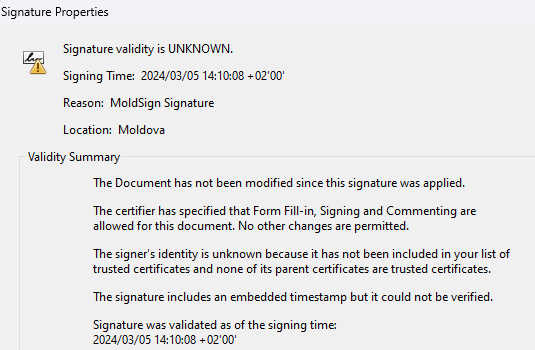 Signature Properties
Signature validity is UNKNOWN.
Signing Time: 2024/03/05 14:10:08 +02'00'
Reason: MoldSign Signature
Location: Moldova
Validity Summary
The Document has not been modified since this signature was applied.
The certifier has specified that Form Fill-in, Signing and Commenting are
allowed for this document. No other changes are permitted.
The signer's identity is unknown because it has not been included in your list of
trusted certificates and none of its parent certificates are trusted certificates.
The signature includes an embedded timestamp but it could not be verified.
Signature was validated as of the signing time:
2024/03/05 14:10:08 +02'00'